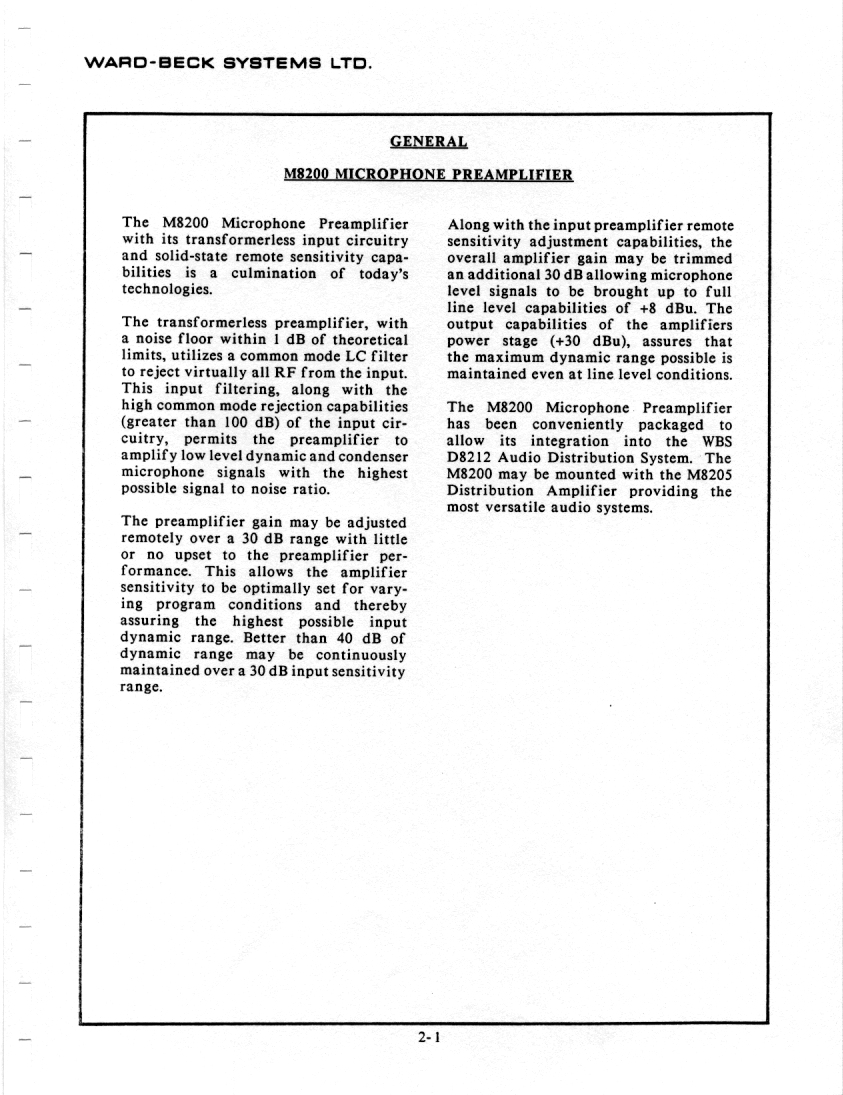 WARD-BECK SYSTEMS LTD.
GENERAL
M8200 MICROPHONE PREAMPLIFIER
The M8200 Microphone Preamplifier
with its transformerless input circuitry
and solid-state remote sensitivity capa-
bilities is a culmination of today's
technologies.
The transformerless preamplifier, with
a noise floor within 1 dB of theoretical
limits, utilizes a common mode LC filter
to reject virtually all RF from the input.
This input filtering, along with the
high common mode rejection capabilities
(greater than 100 dB) of the input cir-
cuitry, permits the preamplifier to
amplify low level dynamic and condenser
microphone signals with the highest
possible signal to noise ratio.
The preamplifier gain may be adjusted
remotely over a 30 dB range with little
or no upset to the preamplifier per-
formance. This allows the amplifier
sensitivity to be optimally set for vary-
ing program conditions and thereby
assuring the highest possible input
dynamic range. Better than 40 dB of
dynamic range may be continuously
maintained over a 30 dB input sensitivity
range.
Along with the input preamplifier remote
sensitivity adjustment capabilities, the
overall amplifier gain may be trimmed
an additional 30 dB allowing microphone
level signals to be brought up to full
line level capabilities of +8 dBu. The
output capabilities of the amplifiers
power stage (+30 dBu), assures that
the maximum dynamic range possible is
maintained even at line level conditions.
The M8200 Microphone Preamplifier
has been conveniently packaged to
allow its integration into the WBS
D8212 Audio Distribution System. The
M8200 may be mounted with the M8205
Distribution Amplifier providing the
most versatile audio systems.
2-1